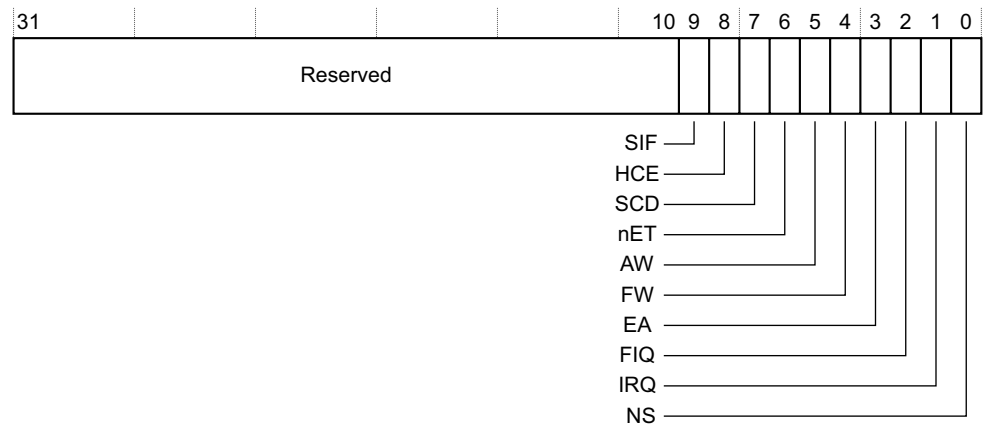 31 10 9 8 7 6 5 4 3 2 1 0
Reserved
SIF
HCE
SCD
nET
AW
FW
EA
FIQ
IRQ
NS